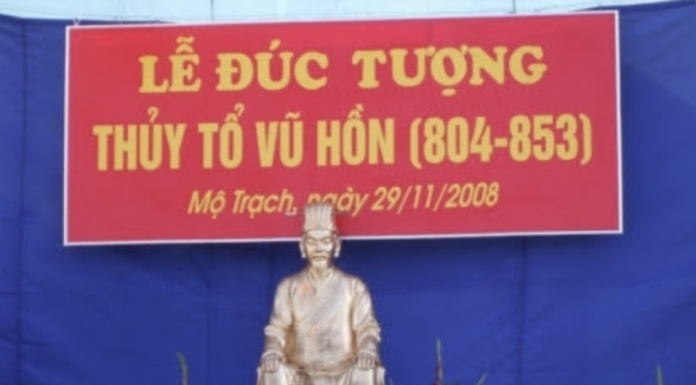 LỄ ĐÚC TƯỢNG
THỦY TỔ VŨ HỒN (804-853)
Mộ Trạch, ngày 29/11/2008